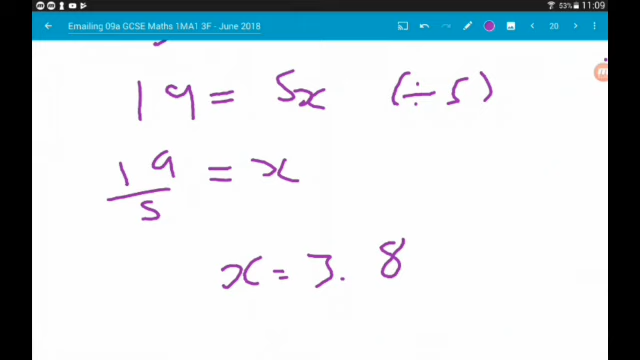 53% 11:09
Emailing 09a GCSE Maths 1MA1 3F - June 2018 20
19 = 5x (÷5)
19/5 = x
x = 3.8